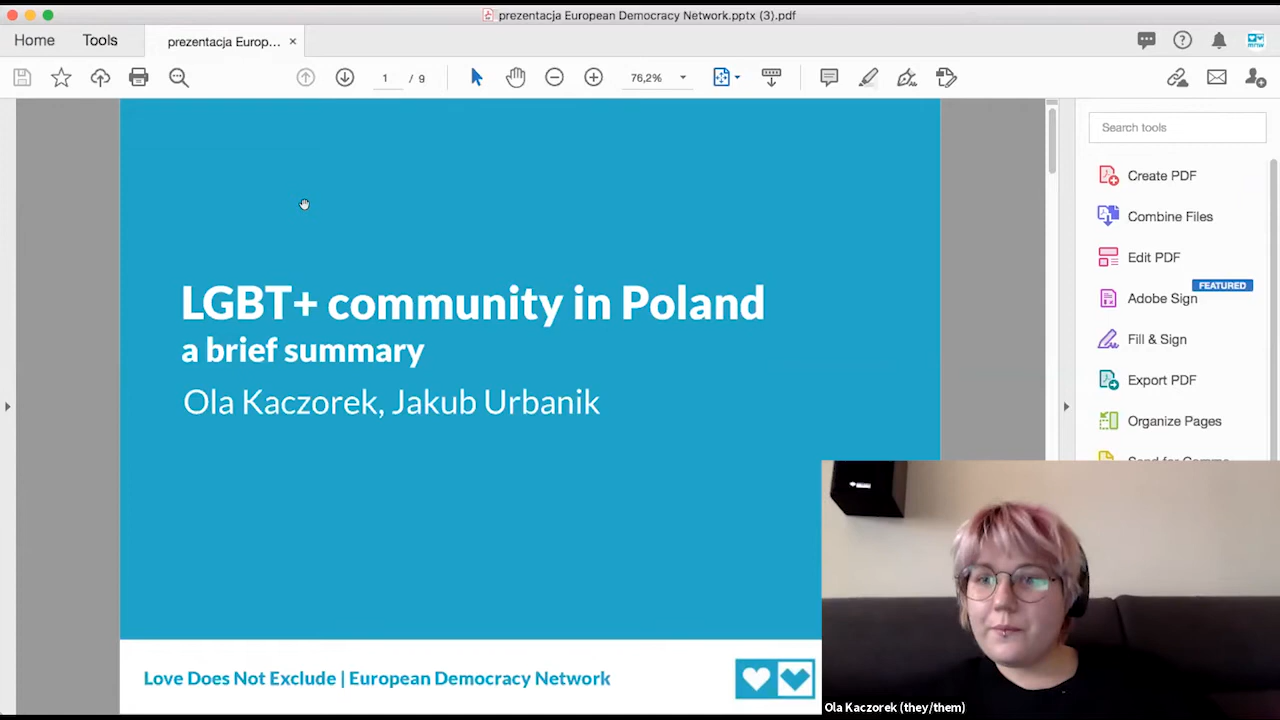 prezentacja European Democracy Network.pptx (3).pdf
Home
Tools
prezentacja Europ...
1 / 9
76,2%
Search tools
Create PDF
Combine Files
Edit PDF
FEATURED
Adobe Sign
Fill & Sign
Export PDF
Organize Pages
LGBT+ community in Poland
a brief summary
Ola Kaczorek, Jakub Urbanik
Love Does Not Exclude | European Democracy Network
Ola Kaczorek (they/them)